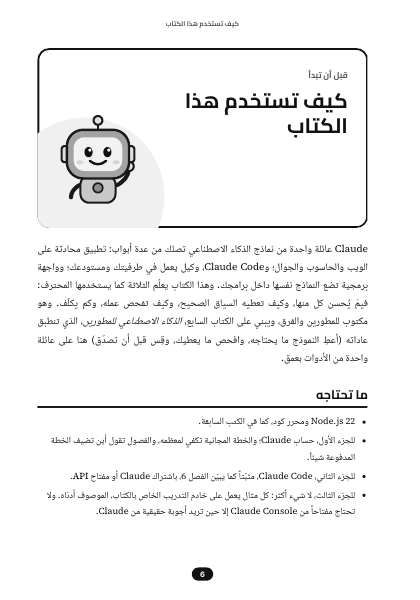 كيف تستخدم هذا الكتاب
قبل أن تبدأ
كيف تستخدم هذا
الكتاب
Claude عائلة واحدة من نماذج الذكاء الاصطناعي تصلك من عدة أبواب: تطبيق محادثة على
الويب والحاسوب والجوال؛ وClaude Code، وكيل يعمل في طرفيتك ومستودعك؛ وواجهة
برمجية تضع النماذج نفسها داخل برامجك. وهذا الكتاب يعلّم الثلاثة كما يستخدمها المحترف:
فيمَ يُحسن كل منها، وكيف تعطيه السياق الصحيح، وكيف تفحص عمله، وكم يكلّف. وهو
مكتوب للمطورين والفرق، ويبني على الكتاب السابع، الذكاء الاصطناعي للمطورين، الذي تنطبق
عاداته (أعطِ النموذج ما يحتاجه، وافحص ما يعطيك، وقِس قبل أن تصدّق) هنا على عائلة
واحدة من الأدوات بعمق.
ما تحتاجه
• Node.js 22 ومحرر كود، كما في الكتب السابقة.
• للجزء الأول، حساب Claude؛ والخطة المجانية تكفي لمعظمه، والفصول تقول أين تضيف الخطة
المدفوعة شيئاً.
• للجزء الثاني، Claude Code، مثبّتاً كما يبيّن الفصل 6، باشتراك Claude أو مفتاح API.
• للجزء الثالث، لا شيء أكثر: كل مثال يعمل على خادم التدريب الخاص بالكتاب، الموصوف أدناه. ولا
تحتاج مفتاحاً من Claude Console إلا حين تريد أجوبة حقيقية من Claude.
6